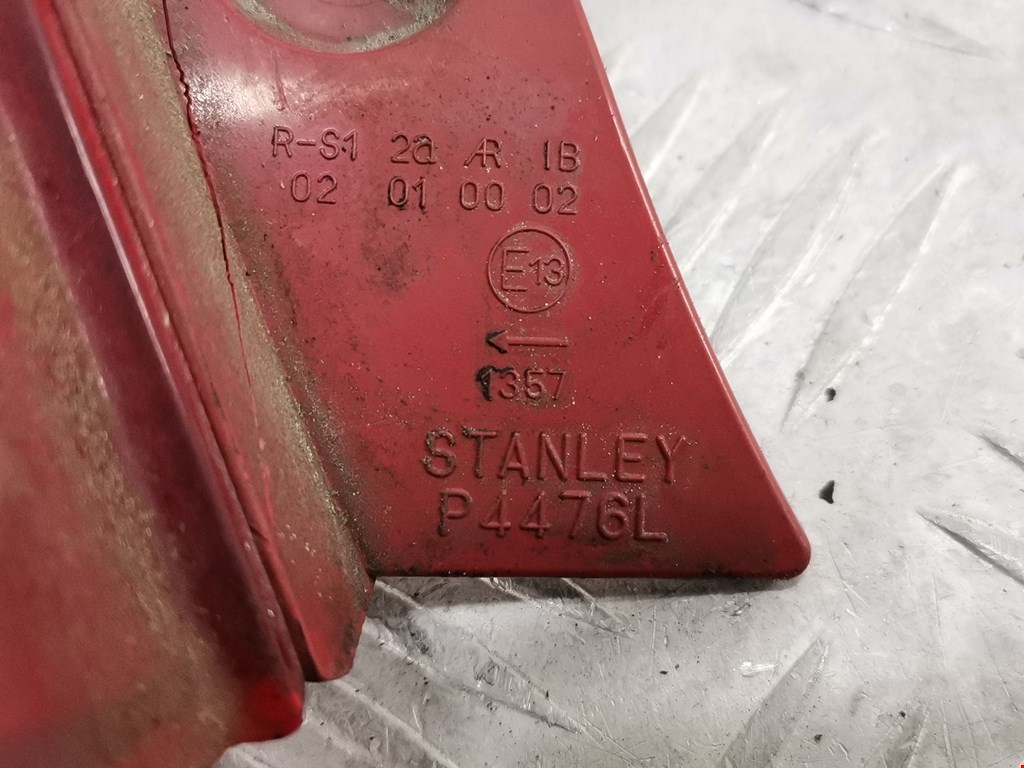 R-S1 2a AR IB
02 01 00 02
E13
←
1357
STANLEY
P4476L